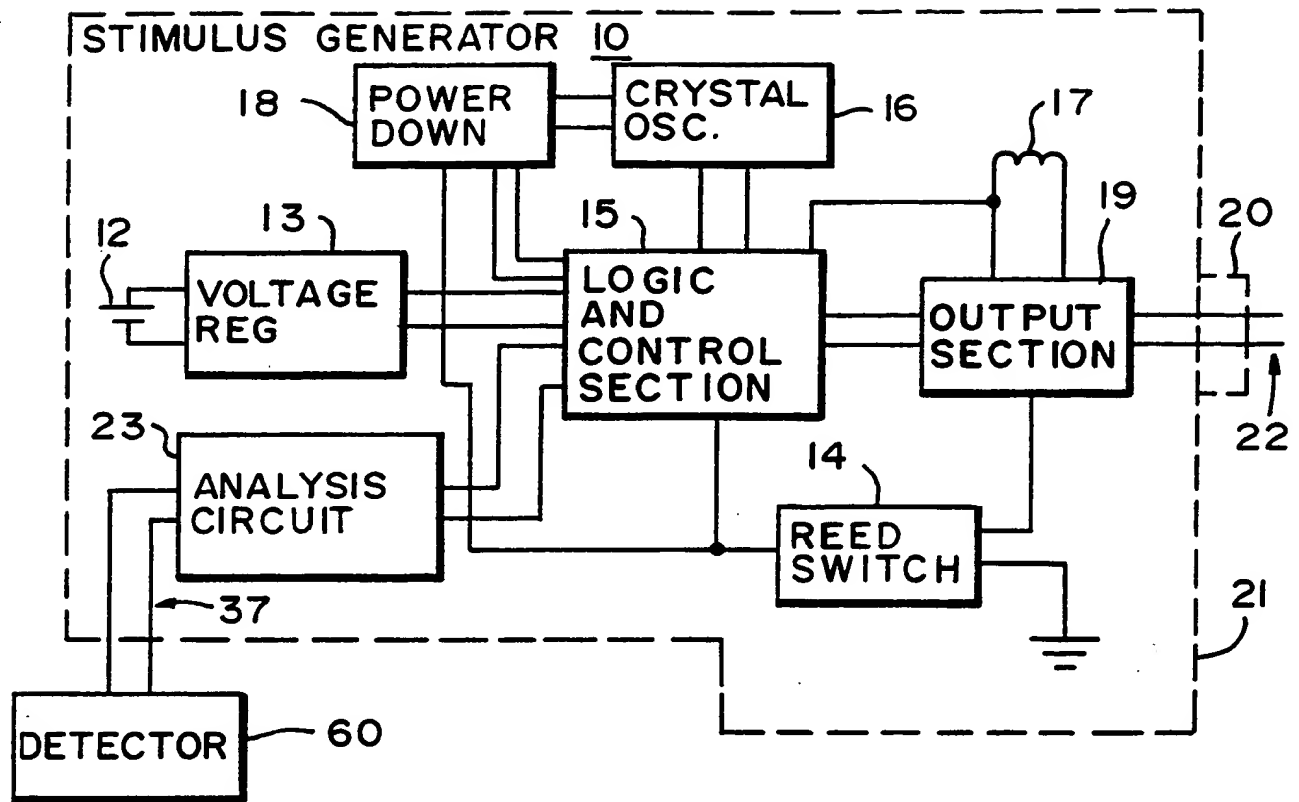 STIMULUS GENERATOR 10
18
POWER
DOWN
CRYSTAL
OSC.
16
17
12
13
VOLTAGE
REG
15
LOGIC
AND
CONTROL
SECTION
19
OUTPUT
SECTION
20
22
23
ANALYSIS
CIRCUIT
14
REED
SWITCH
37
21
DETECTOR
60